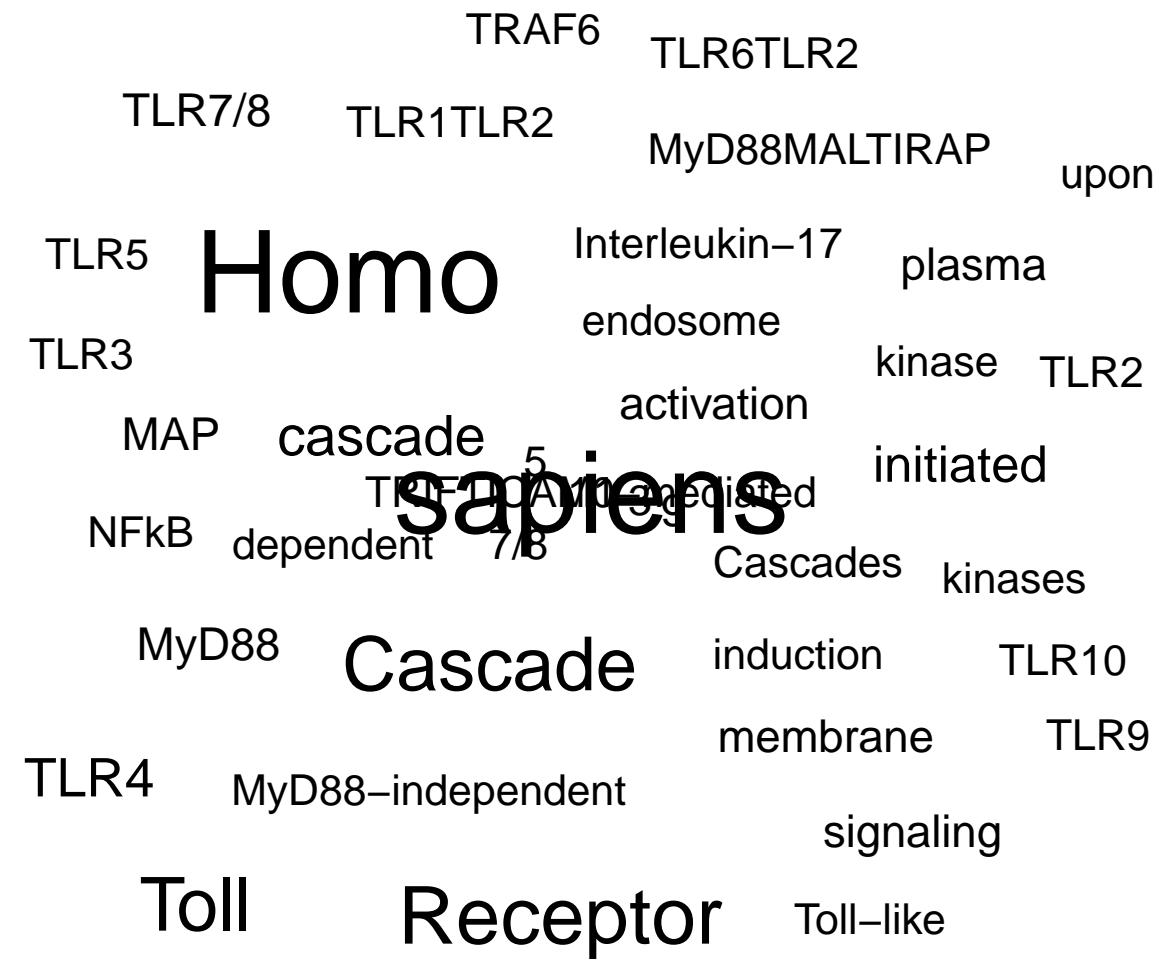 TRAF6
TLR6TLR2
TLR7/8
TLR1TLR2
MyD88MALTIRAP
upon
TLR5
Homo
Interleukin−17
plasma
endosome
TLR3
kinase
TLR2
activation
MAP
cascade
5
initiated
sapiens
NFkB
dependent
7/8
Cascades
kinases
MyD88
Cascade
induction
TLR10
membrane
TLR9
TLR4
MyD88−independent
signaling
Toll
Receptor
Toll−like